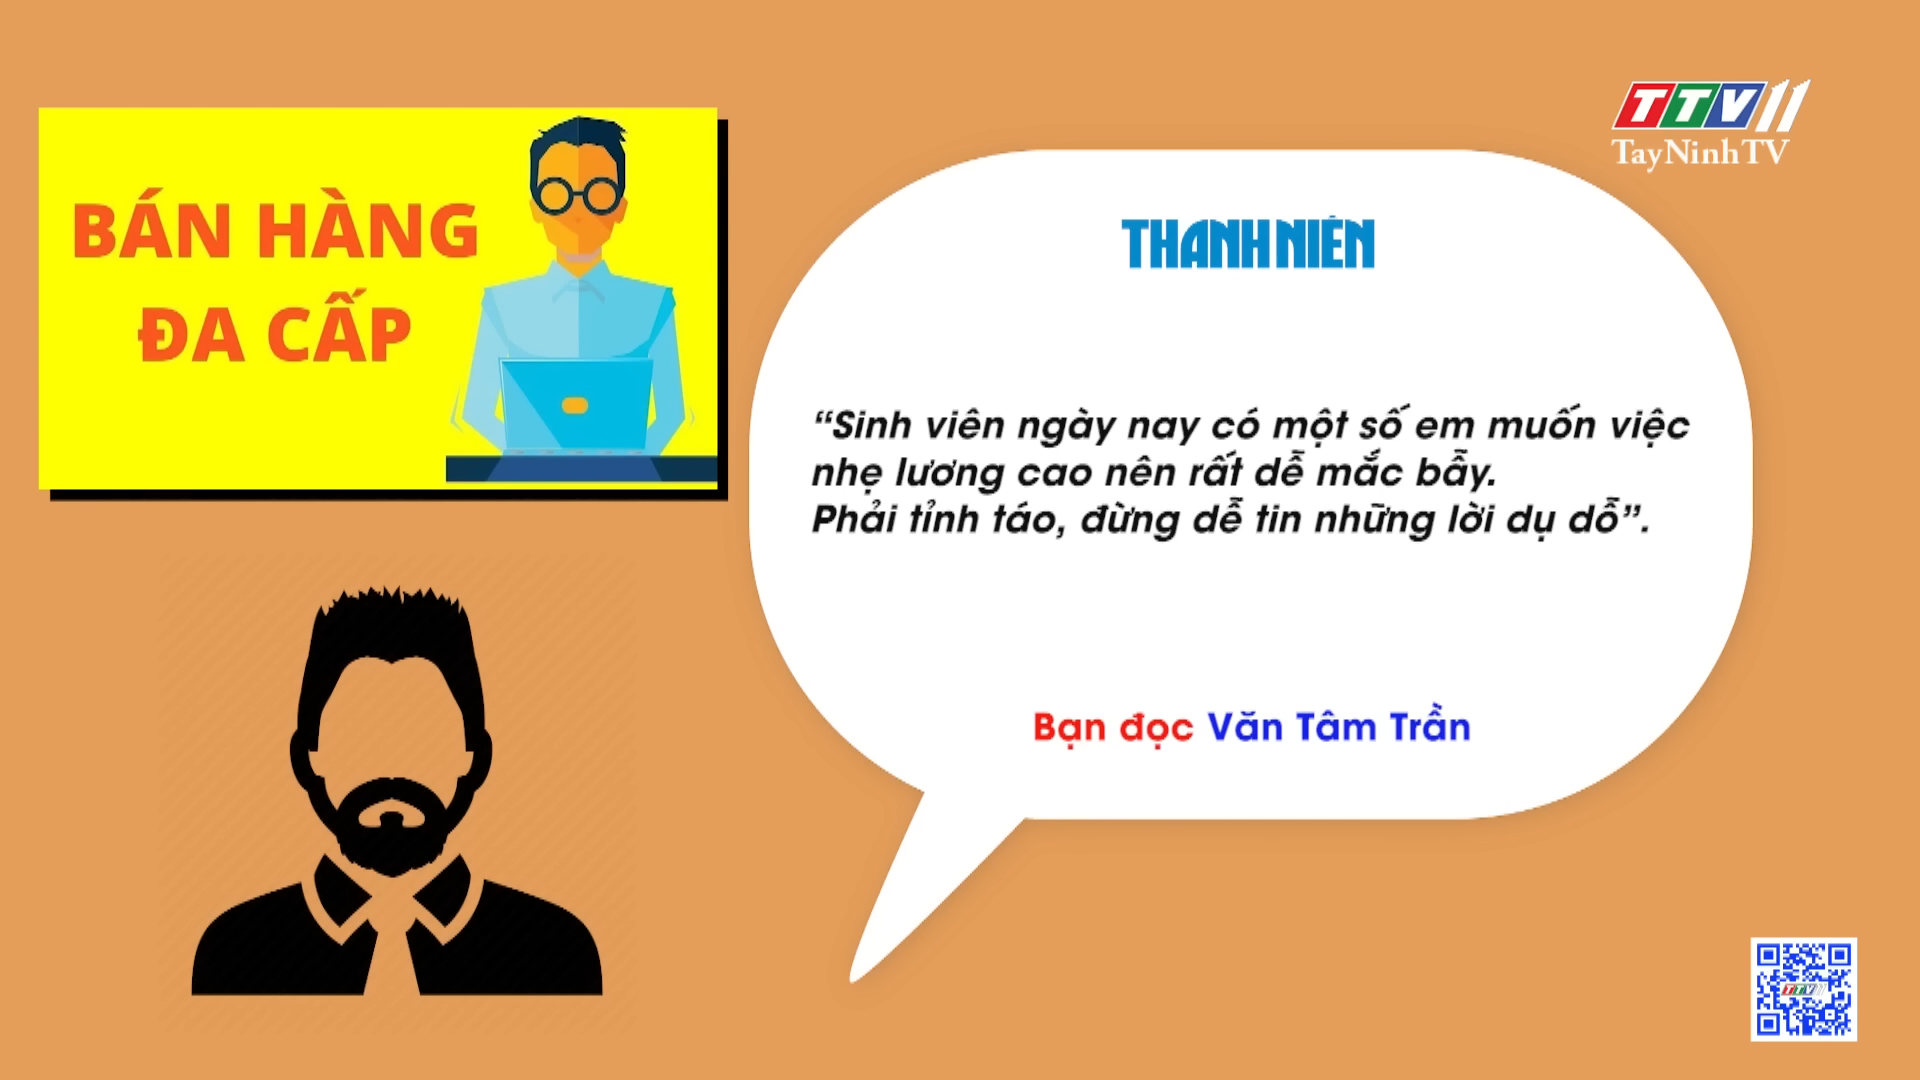 BÁN HÀNG
ĐA CẤP
TTV11
TayNinhTV
THANH NIÊN
“Sinh viên ngày nay có một số em muốn việc
nhẹ lương cao nên rất dễ mắc bẫy.
Phải tỉnh táo, đừng dễ tin những lời dụ dỗ”.
Bạn đọc Văn Tâm Trần
TTV11